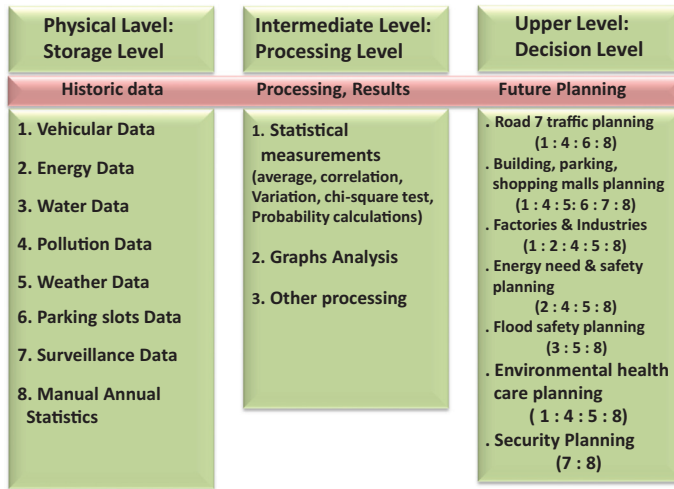 Physical Lavel:
Storage Level
Intermediate Level:
Processing Level
Upper Level:
Decision Level
Historic data
Processing, Results
Future Planning
1. Vehicular Data
2. Energy Data
3. Water Data
4. Pollution Data
5. Weather Data
6. Parking slots Data
7. Surveillance Data
8. Manual Annual
Statistics
1. Statistical
measurements
(average, correlation,
Variation, chi-square test,
Probability calculations)
2. Graphs Analysis
3. Other processing
. Road 7 traffic planning
(1 : 4 : 6 : 8)
. Building, parking,
shopping malls planning
(1 : 4 : 5: 6 : 7 : 8)
. Factories & Industries
(1 : 2 : 4 : 5 : 8)
. Energy need & safety
planning
(2 : 4 : 5 : 8)
. Flood safety planning
(3 : 5 : 8)
. Environmental health
care planning
( 1 : 4 : 5 : 8)
. Security Planning
(7 : 8)